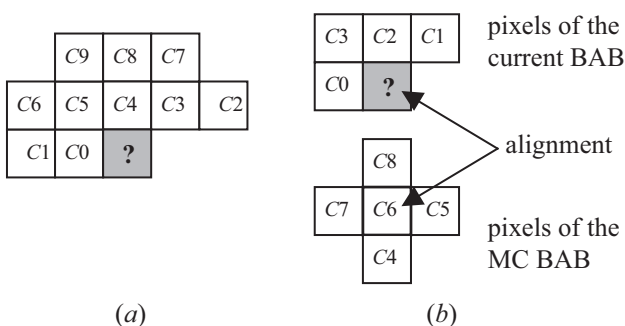 C9 C8 C7
C6 C5 C4 C3 C2
C1 C0 ?
(a)
C3 C2 C1
C0 ?
pixels of the
current BAB
alignment
C8
C7 C6 C5
C4
pixels of the
MC BAB
(b)